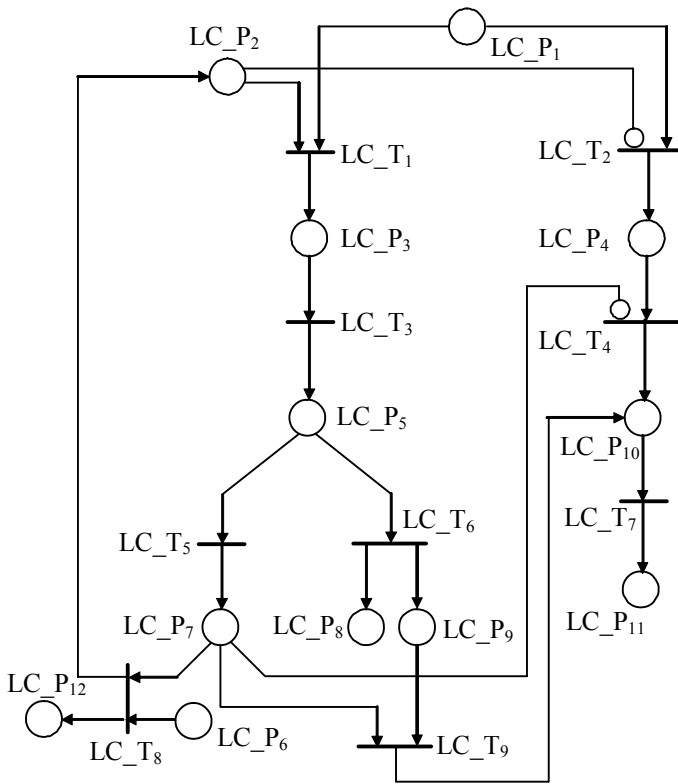 LC_P₂
LC_P₁
LC_T₁
LC_T₂
LC_P₃
LC_P₄
LC_T₃
LC_T₄
LC_P₅
LC_P₁₀
LC_T₆
LC_T₇
LC_T₅
LC_P₇
LC_P₈
LC_P₉
LC_P₁₁
LC_P₁₂
LC_T₈
LC_P₆
LC_T₉